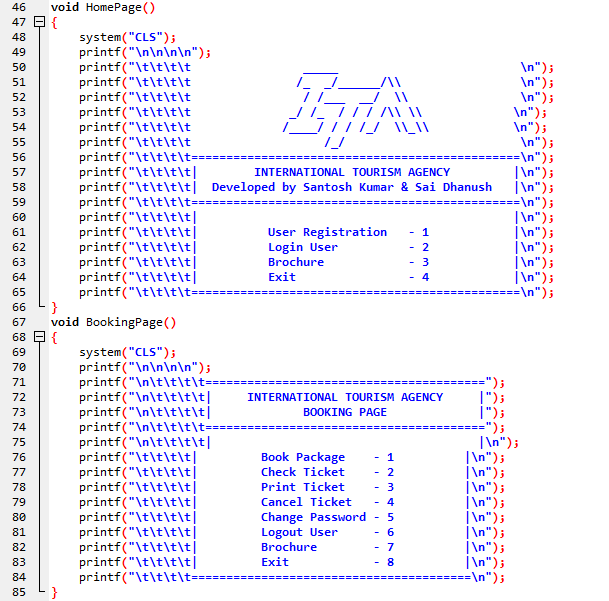 46 void HomePage()
47 {
48     system("CLS");
49     printf("\n\n\n\n");
50     printf("\t\t\t\t                _____                          \n");
51     printf("\t\t\t\t               /_  _/______/\\                 \n");
52     printf("\t\t\t\t                / /___  __/  \\                \n");
53     printf("\t\t\t\t              _/ /_  / / / /\\ \\             \n");
54     printf("\t\t\t\t             /____/ / / /_/  \\_\\            \n");
55     printf("\t\t\t\t                   /_/                         \n");
56     printf("\t\t\t\t===============================================\n");
57     printf("\t\t\t\t|        INTERNATIONAL TOURISM AGENCY         |\n");
58     printf("\t\t\t\t|  Developed by Santosh Kumar & Sai Dhanush   |\n");
59     printf("\t\t\t\t===============================================\n");
60     printf("\t\t\t\t|                                             |\n");
61     printf("\t\t\t\t|          User Registration   - 1            |\n");
62     printf("\t\t\t\t|          Login User          - 2            |\n");
63     printf("\t\t\t\t|          Brochure            - 3            |\n");
64     printf("\t\t\t\t|          Exit                - 4            |\n");
65     printf("\t\t\t\t===============================================\n");
66 }
67 void BookingPage()
68 {
69     system("CLS");
70     printf("\n\n\n\n");
71     printf("\n\t\t\t\t========================================");
72     printf("\n\t\t\t\t|     INTERNATIONAL TOURISM AGENCY     |");
73     printf("\n\t\t\t\t|             BOOKING PAGE             |");
74     printf("\n\t\t\t\t========================================");
75     printf("\n\t\t\t\t|                                      |\n");
76     printf("\t\t\t\t|         Book Package    - 1          |\n");
77     printf("\t\t\t\t|         Check Ticket    - 2          |\n");
78     printf("\t\t\t\t|         Print Ticket    - 3          |\n");
79     printf("\t\t\t\t|         Cancel Ticket   - 4          |\n");
80     printf("\t\t\t\t|         Change Password - 5          |\n");
81     printf("\t\t\t\t|         Logout User     - 6          |\n");
82     printf("\t\t\t\t|         Brochure        - 7          |\n");
83     printf("\t\t\t\t|         Exit            - 8          |\n");
84     printf("\t\t\t\t========================================\n");
85 }